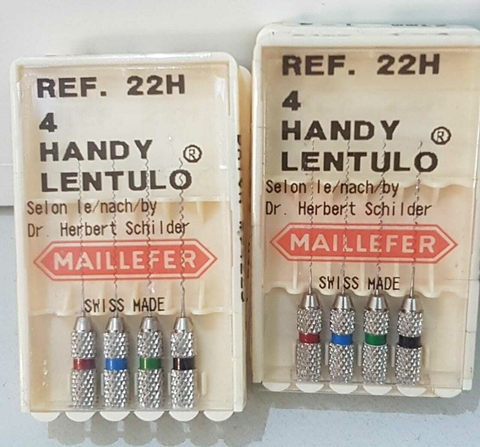 REF. 22H
4
HANDY ®
LENTULO
Selon le/nach/by
Dr. Herbert Schilder
MAILLEFER
SWISS MADE
REF. 22H
4
HANDY ®
LENTULO
Selon le/nach/by
Dr. Herbert Schilder
MAILLEFER
SWISS MADE